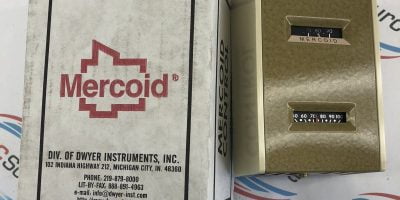 Mercoid®
DIV. OF DWYER INSTRUMENTS, INC.
102 INDIANA HIGHWAY 212, MICHIGAN CITY, IN. 46360
PHONE: 219-879-8000
LIT-BY-FAX: 888-891-4963
e-mail: info@dwyer-inst.com
MERCOID
CONTROL
MERCOID
60 70 80 90